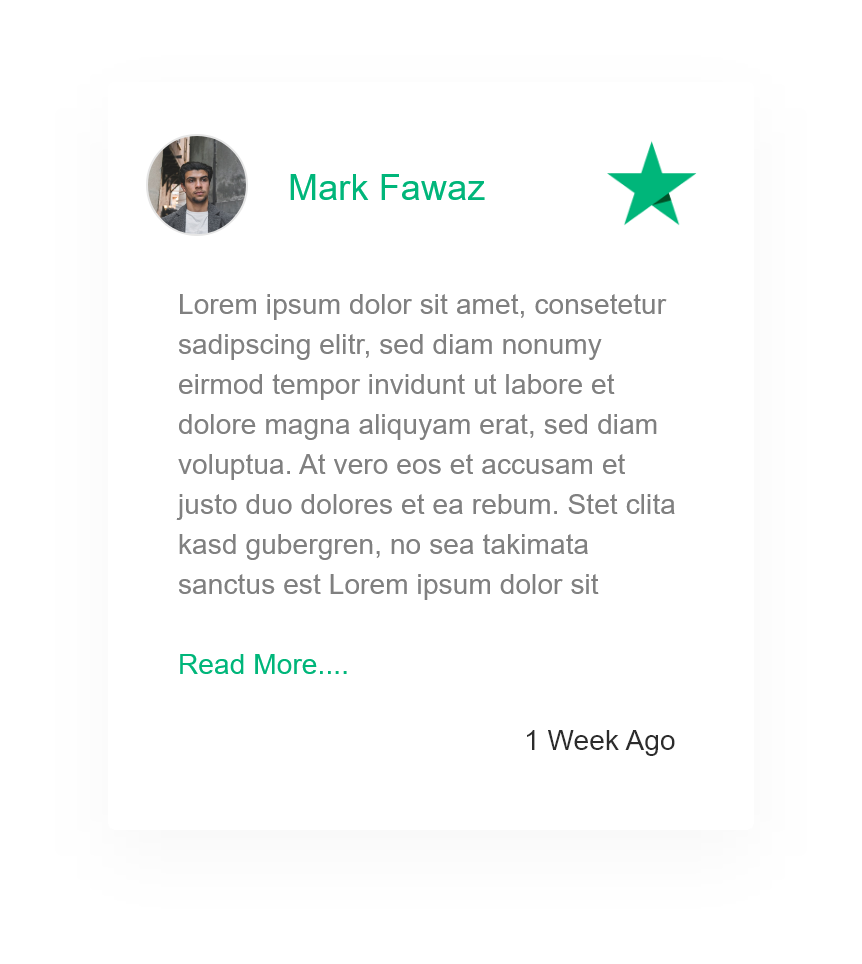 Mark Fawaz
Lorem ipsum dolor sit amet, consetetur
sadipscing elitr, sed diam nonumy
eirmod tempor invidunt ut labore et
dolore magna aliquyam erat, sed diam
voluptua. At vero eos et accusam et
justo duo dolores et ea rebum. Stet clita
kasd gubergren, no sea takimata
sanctus est Lorem ipsum dolor sit
Read More....
1 Week Ago